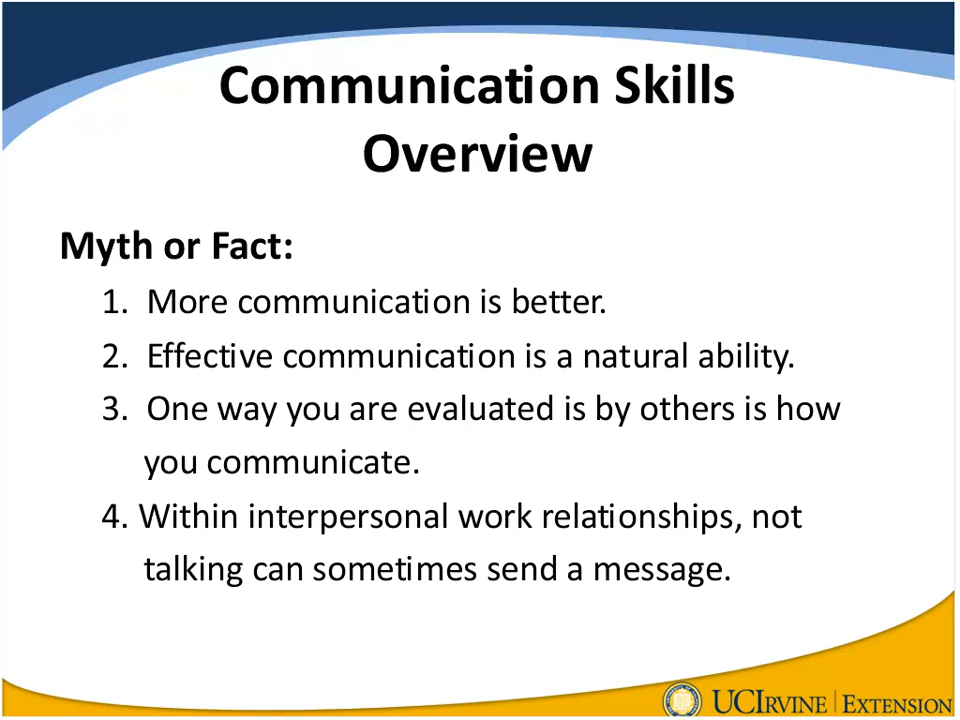 Communication Skills
Overview
Myth or Fact:
1. More communication is better.
2. Effective communication is a natural ability.
3. One way you are evaluated is by others is how
you communicate.
4. Within interpersonal work relationships, not
talking can sometimes send a message.
UCIRVINE | EXTENSION